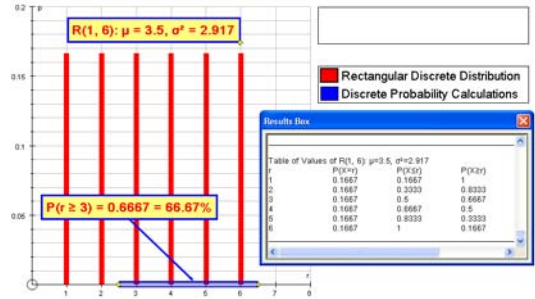 0.2
p
R(1, 6): μ = 3.5, σ² = 2.917
0.15
0.1
0.05
P(r ≥ 3) = 0.6667 = 66.67%
r
1 2 3 4 5 6 7 8
Rectangular Discrete Distribution
Discrete Probability Calculations
Results Box
Table of Values of R(1, 6): μ=3.5, σ²=2.917
r P(X=r) P(X≤r) P(X≥r)
1 0.1667 0.1667 1
2 0.1667 0.3333 0.8333
3 0.1667 0.5 0.6667
4 0.1667 0.6667 0.5
5 0.1667 0.8333 0.3333
6 0.1667 1 0.1667